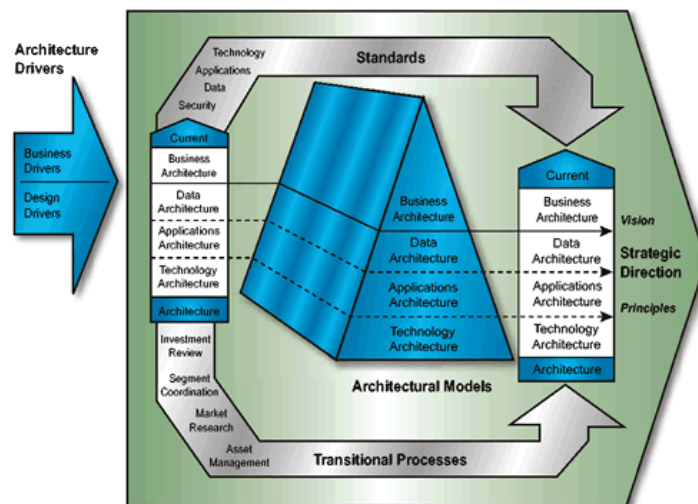 Architecture
Drivers
Business
Drivers
Design
Drivers
Technology
Applications
Data
Security
Standards
Current
Business
Architecture
Data
Architecture
Applications
Architecture
Technology
Architecture
Architecture
Investment
Review
Segment
Coordination
Market
Research
Asset
Management
Transitional Processes
Business
Architecture
Data
Architecture
Applications
Architecture
Technology
Architecture
Architectural Models
Current
Business
Architecture
Data
Architecture
Applications
Architecture
Technology
Architecture
Architecture
Vision
Strategic
Direction
Principles